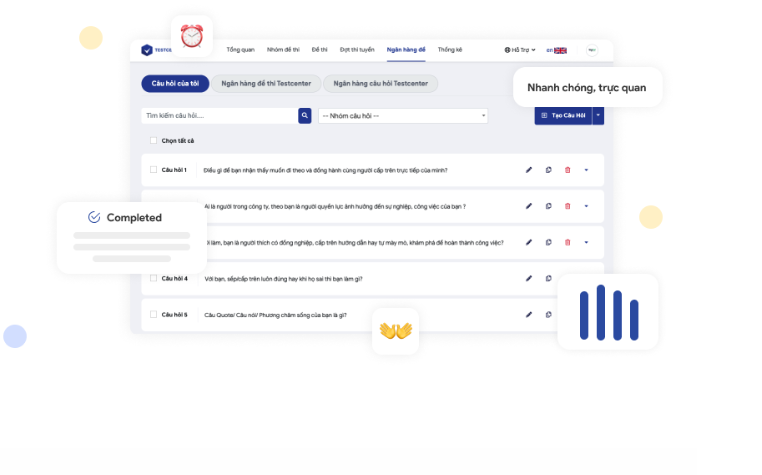 TESTCE
Tổng quan
Nhóm đề thi
Đề thi
Đợt thi tuyển
Ngân hàng đề
Thống kê
Hỗ Trợ
en
Câu hỏi của tôi
Ngân hàng đề thi Testcenter
Ngân hàng câu hỏi Testcenter
Nhanh chóng, trực quan
Tìm kiếm câu hỏi....
-- Nhóm câu hỏi --
Tạo Câu Hỏi
Chọn tất cả
Câu hỏi 1
Điều gì để bạn nhận thấy muốn đi theo và đồng hành cùng người cấp trên trực tiếp của mình?
Ai là người trong công ty, theo bạn là người quyền lực ảnh hưởng đến sự nghiệp, công việc của bạn ?
Completed
i làm, bạn là người thích có đồng nghiệp, cấp trên hướng dẫn hay tự mày mò, khám phá để hoàn thành công việc?
Câu hỏi 4
Với bạn, sếp/cấp trên luôn đúng hay khi họ sai thì bạn làm gì?
Câu hỏi 5
Câu Quote/ Câu nói/ Phương châm sống của bạn là gì?